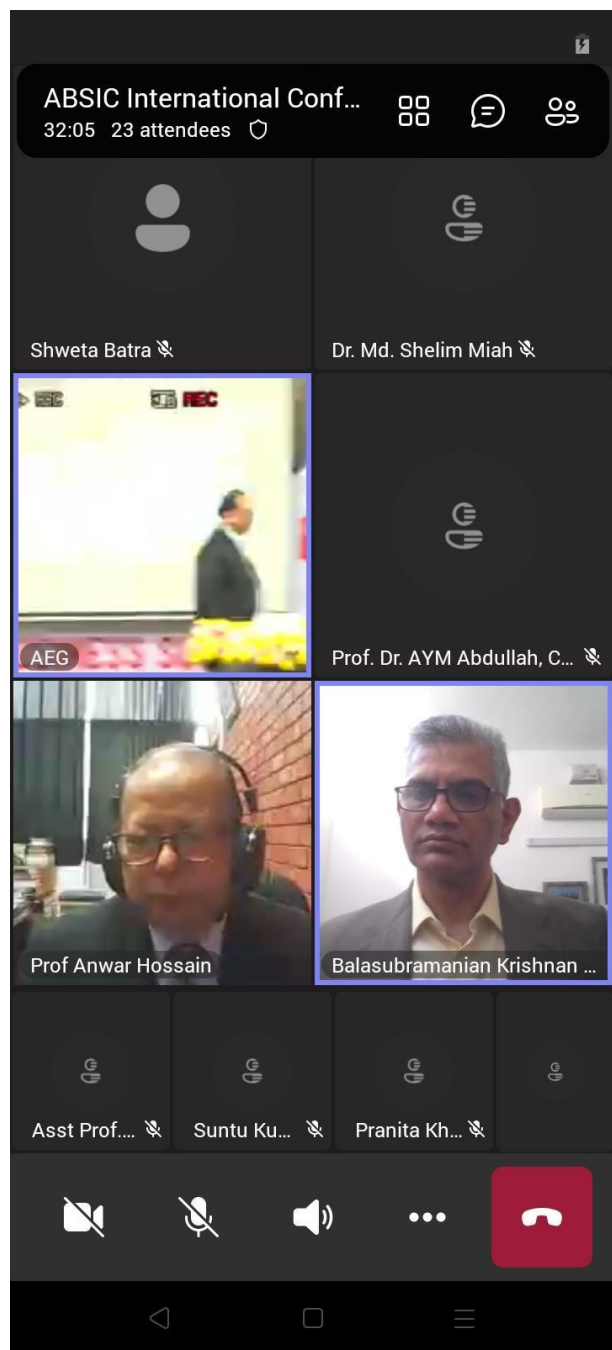 ABSIC International Conf...
32:05 23 attendees
Shweta Batra
Dr. Md. Shelim Miah
REC
REC
AEG
Prof. Dr. AYM Abdullah, C...
Prof Anwar Hossain
Balasubramanian Krishnan ...
Asst Prof....
Suntu Ku...
Pranita Kh...